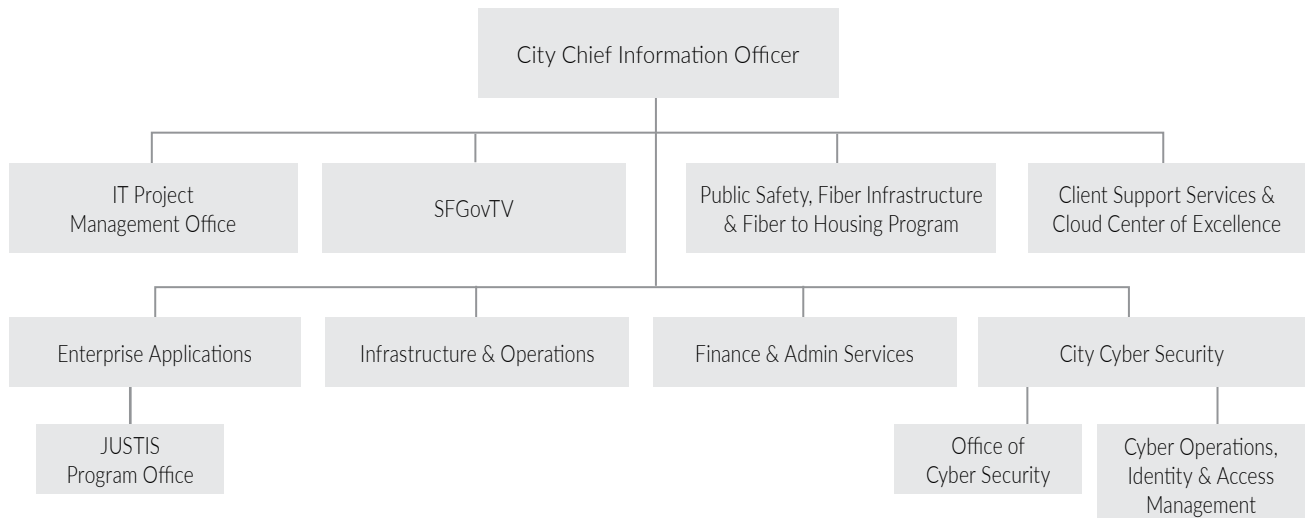 City Chief Information Officer
IT Project
Management Office
SFGovTV
Public Safety, Fiber Infrastructure
& Fiber to Housing Program
Client Support Services &
Cloud Center of Excellence
Enterprise Applications
Infrastructure & Operations
Finance & Admin Services
City Cyber Security
JUSTIS
Program Office
Office of
Cyber Security
Cyber Operations,
Identity & Access
Management